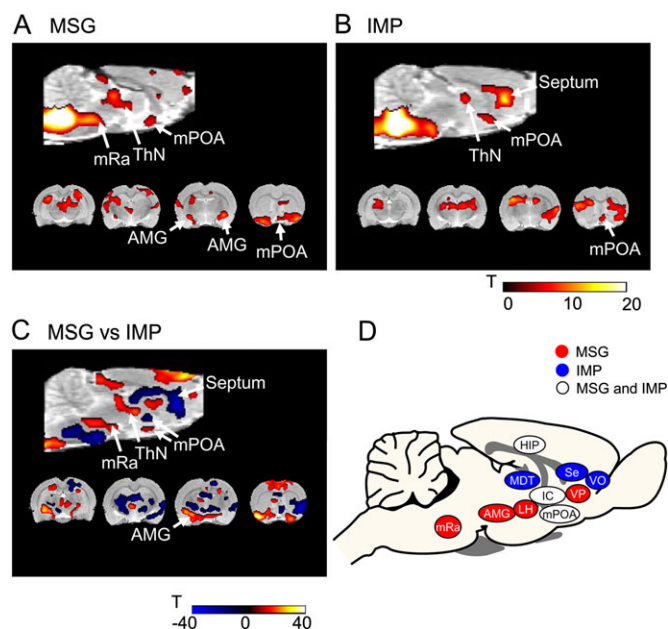 A MSG
mRa
ThN
mPOA
AMG
AMG
mPOA
B IMP
Septum
ThN
mPOA
mPOA
T
0 10 20
C MSG vs IMP
Septum
mPOA
ThN
mRa
AMG
T
-40 0 40
D
MSG
IMP
MSG and IMP
HIP
MDT
Se
VO
IC
VP
AMG
LH
mPOA
mRa